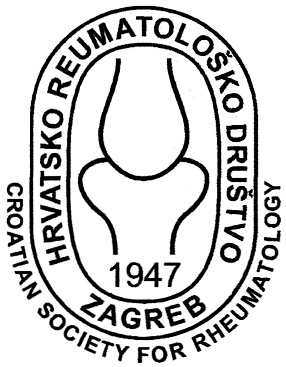 HRVATSKO REUMATOLOŠKO DRUŠTVO
1947
ZAGREB
CROATIAN SOCIETY FOR RHEUMATOLOGY